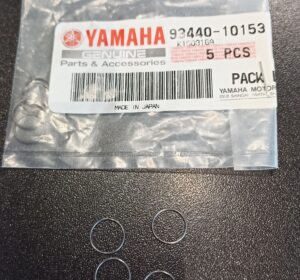 YAMAHA
93440-10153
GENUINE
Parts & Accessories
5 PCS
PACK
MADE IN JAPAN
YAMAHA MOTOR